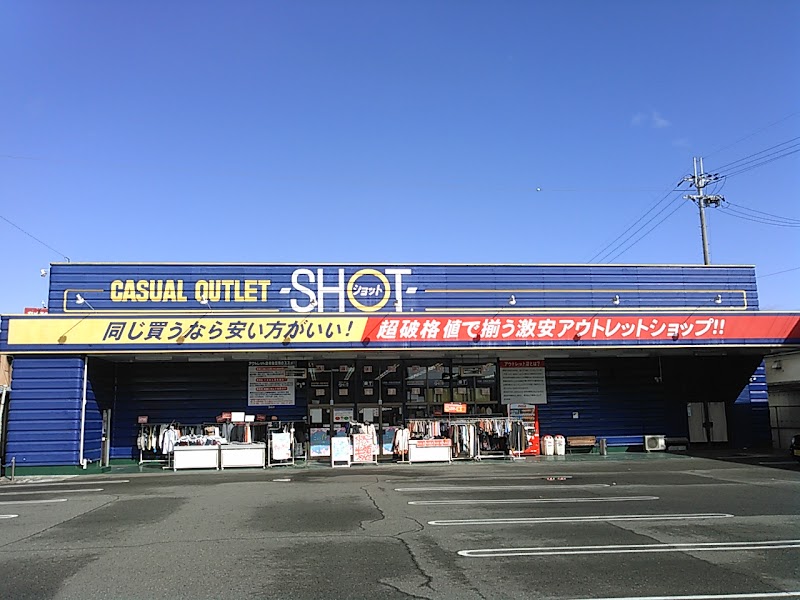 CASUAL OUTLET -SHOT-
ショット
同じ買うなら安い方がいい! 超破格値で揃う激安アウトレットショップ!!